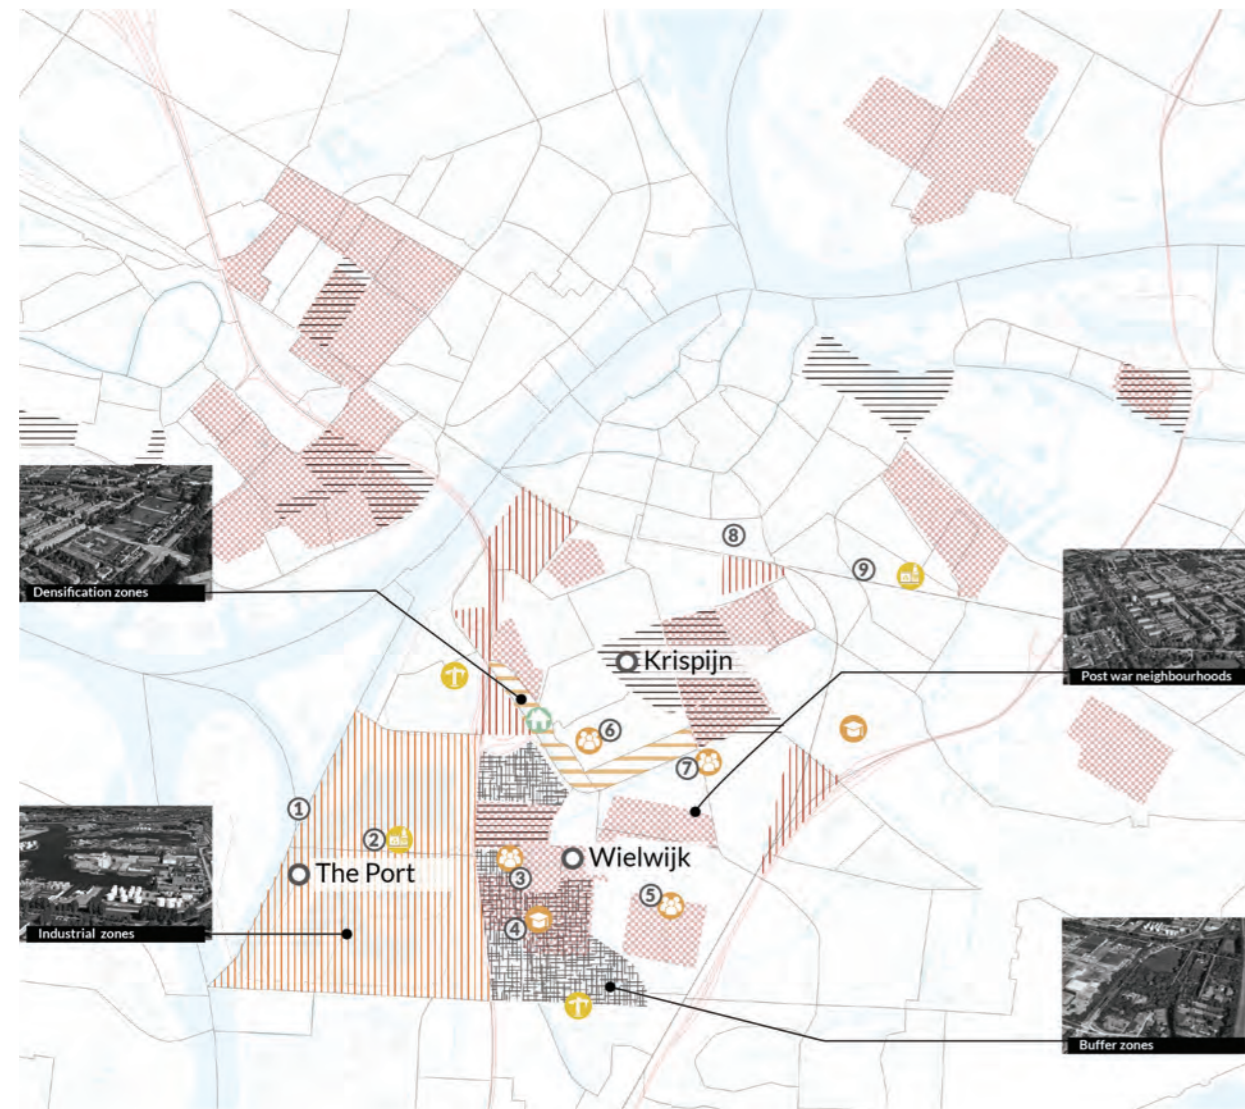 8
9
Densification zones
Krispijn
Post war neighbourhoods
6
7
1
2
The Port
Wielwijk
3
5
4
Industrial zones
Buffer zones